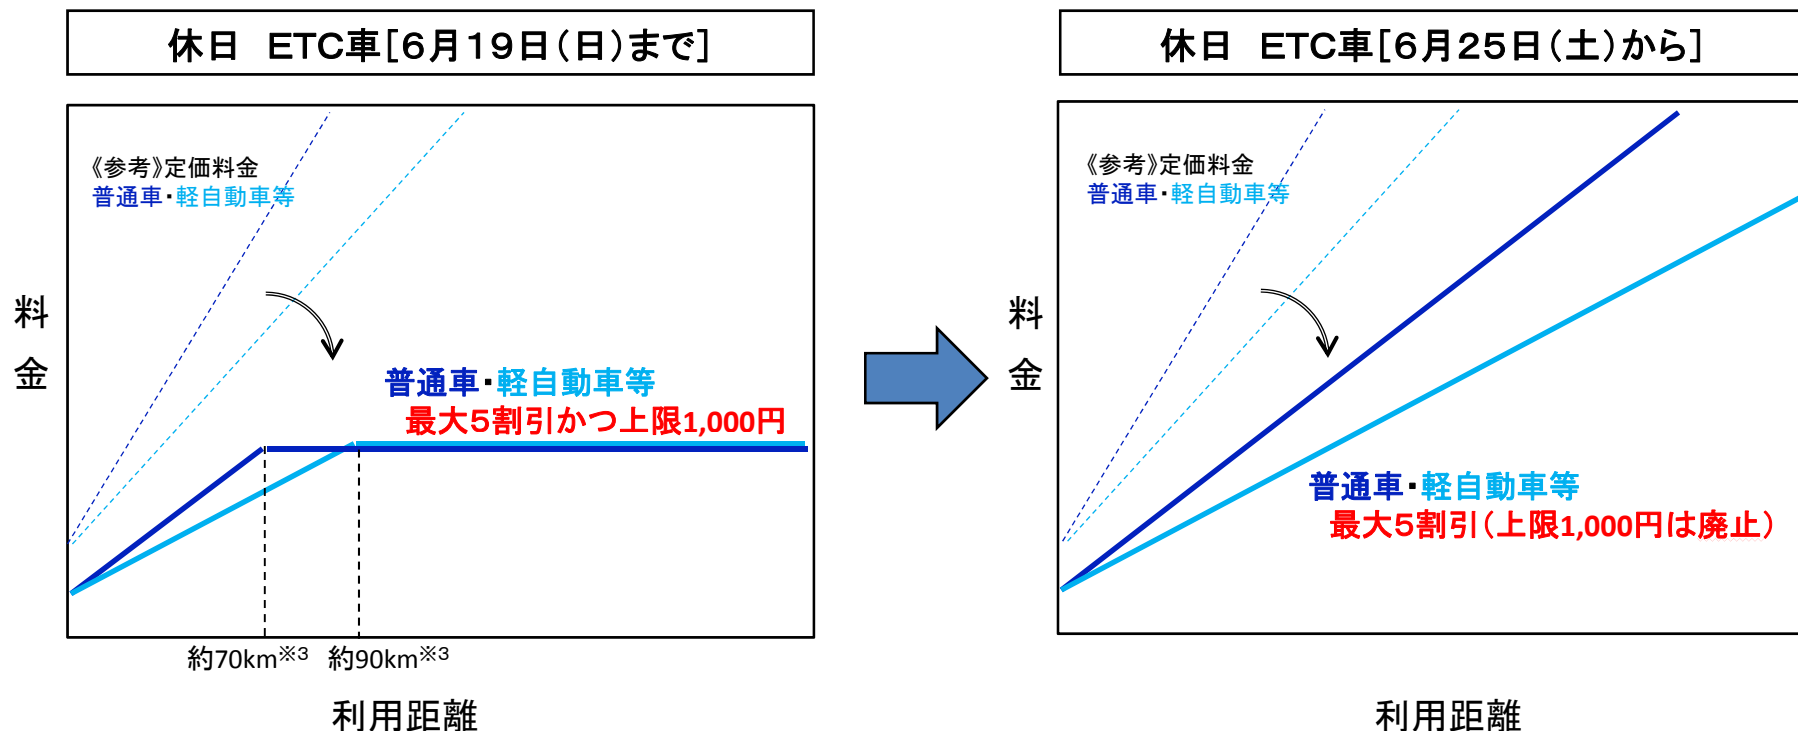 休日　ETC車［６月１９日（日）まで］
《参考》定価料金
普通車・軽自動車等
料
金
普通車・軽自動車等
最大５割引かつ上限1,000円
約70km※3　約90km※3
利用距離
休日　ETC車［６月２５日（土）から］
《参考》定価料金
普通車・軽自動車等
料
金
普通車・軽自動車等
最大５割引（上限1,000円は廃止）
利用距離